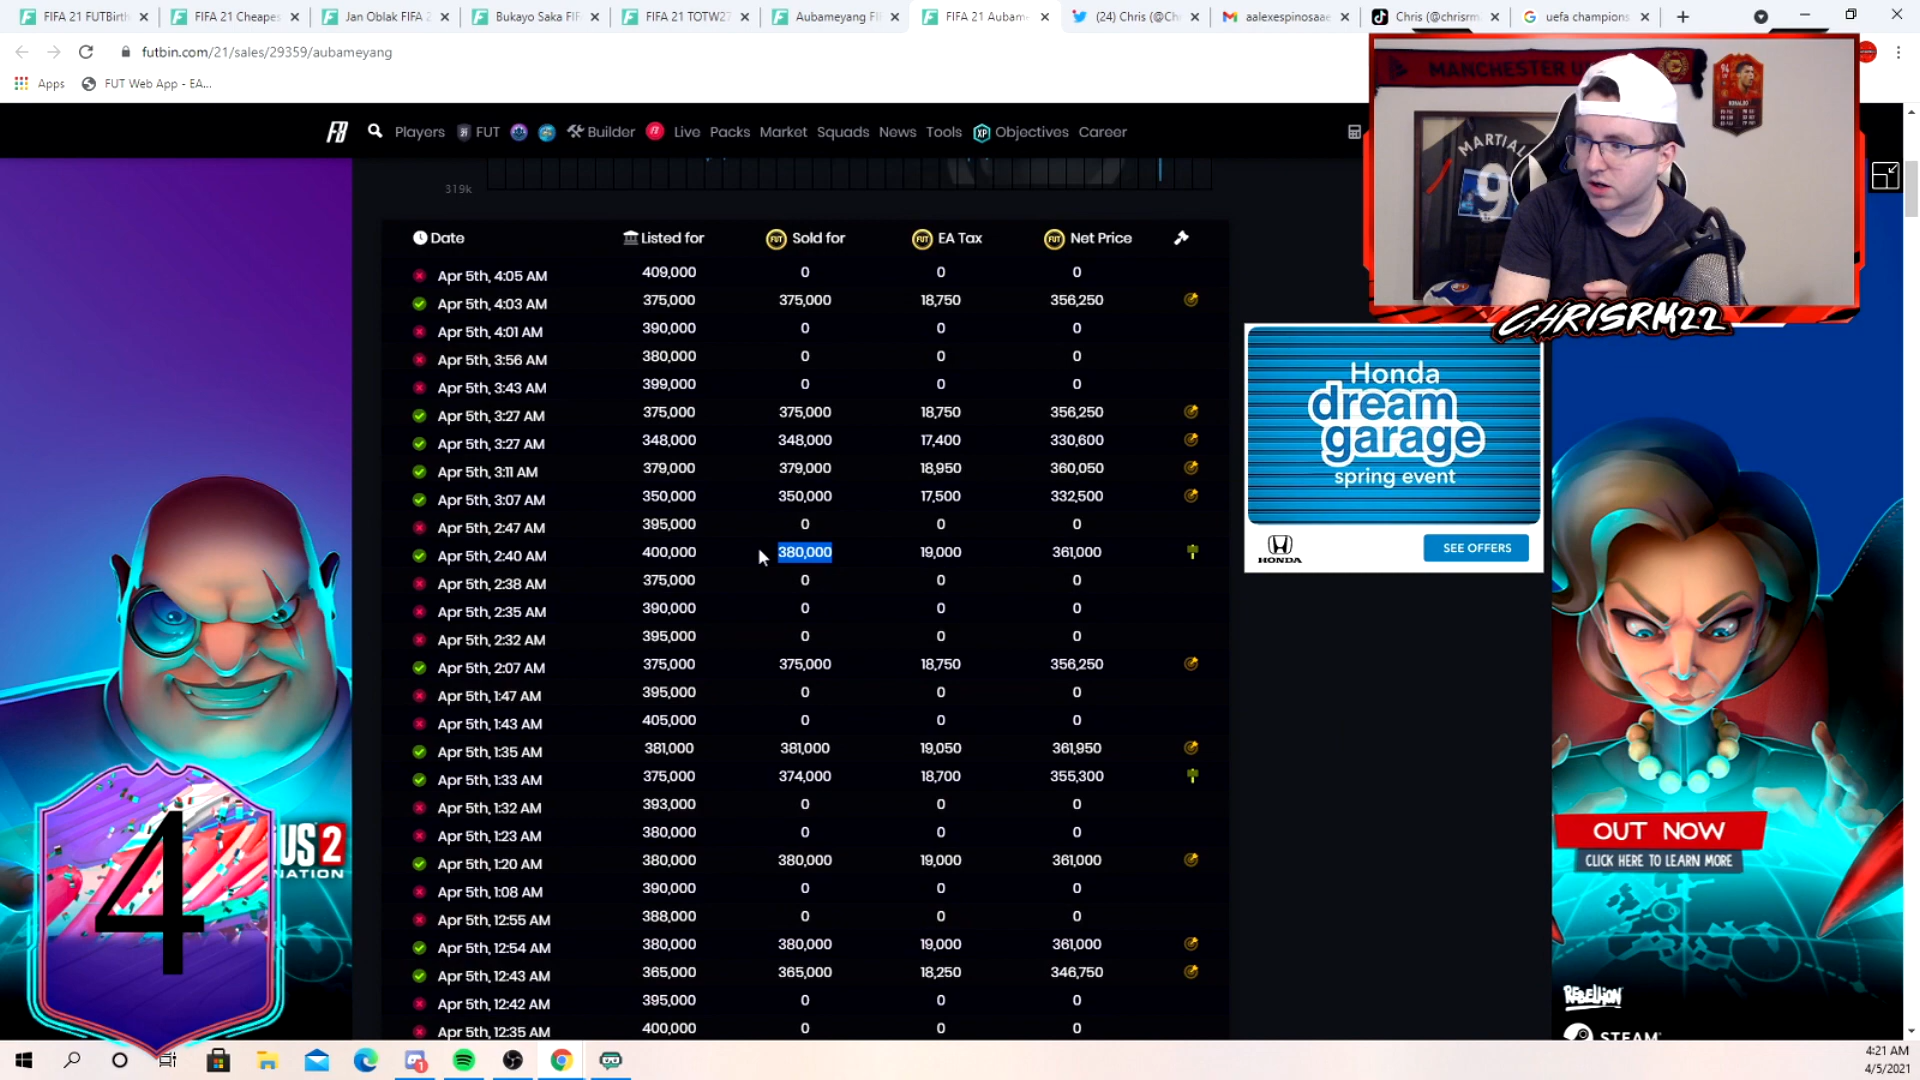 FIFA 21 FUTBirth
FIFA 21 Cheapes
Jan Oblak FIFA 2
Bukayo Saka FIF
FIFA 21 TOTW27
Aubameyang FI
FIFA 21 Aubam
(24) Chris (@Ch
aalexespinosaae
Chris (@chrisrm
uefa champions
futbin.com/21/sales/29359/aubameyang
Apps
FUT Web App - EA...
MANCHESTER U
94
RONALDO
MARTIAL
9
CHRISRM22
Players
FUT
Builder
Live
Packs
Market
Squads
News
Tools
XP
Objectives
Career
319k
Date Listed for Sold for EA Tax Net Price
Apr 5th, 4:05 AM 409,000 0 0 0
Apr 5th, 4:03 AM 375,000 375,000 18,750 356,250
Apr 5th, 4:01 AM 390,000 0 0 0
Apr 5th, 3:56 AM 380,000 0 0 0
Apr 5th, 3:43 AM 399,000 0 0 0
Apr 5th, 3:27 AM 375,000 375,000 18,750 356,250
Apr 5th, 3:27 AM 348,000 348,000 17,400 330,600
Apr 5th, 3:11 AM 379,000 379,000 18,950 360,050
Apr 5th, 3:07 AM 350,000 350,000 17,500 332,500
Apr 5th, 2:47 AM 395,000 0 0 0
Apr 5th, 2:40 AM 400,000 380,000 19,000 361,000
Apr 5th, 2:38 AM 375,000 0 0 0
Apr 5th, 2:35 AM 390,000 0 0 0
Apr 5th, 2:32 AM 395,000 0 0 0
Apr 5th, 2:07 AM 375,000 375,000 18,750 356,250
Apr 5th, 1:47 AM 395,000 0 0 0
Apr 5th, 1:43 AM 405,000 0 0 0
Apr 5th, 1:35 AM 381,000 381,000 19,050 361,950
Apr 5th, 1:33 AM 375,000 374,000 18,700 355,300
Apr 5th, 1:32 AM 393,000 0 0 0
Apr 5th, 1:23 AM 380,000 0 0 0
Apr 5th, 1:20 AM 380,000 380,000 19,000 361,000
Apr 5th, 1:08 AM 390,000 0 0 0
Apr 5th, 12:55 AM 388,000 0 0 0
Apr 5th, 12:54 AM 380,000 380,000 19,000 361,000
Apr 5th, 12:43 AM 365,000 365,000 18,250 346,750
Apr 5th, 12:42 AM 395,000 0 0 0
Apr 5th, 12:35 AM 400,000 0 0 0
Honda
dream
garage
spring event
HONDA
SEE OFFERS
4
US 2
NATION
OUT NOW
CLICK HERE TO LEARN MORE
REBELLION
STEAM
4:21 AM
4/5/2021